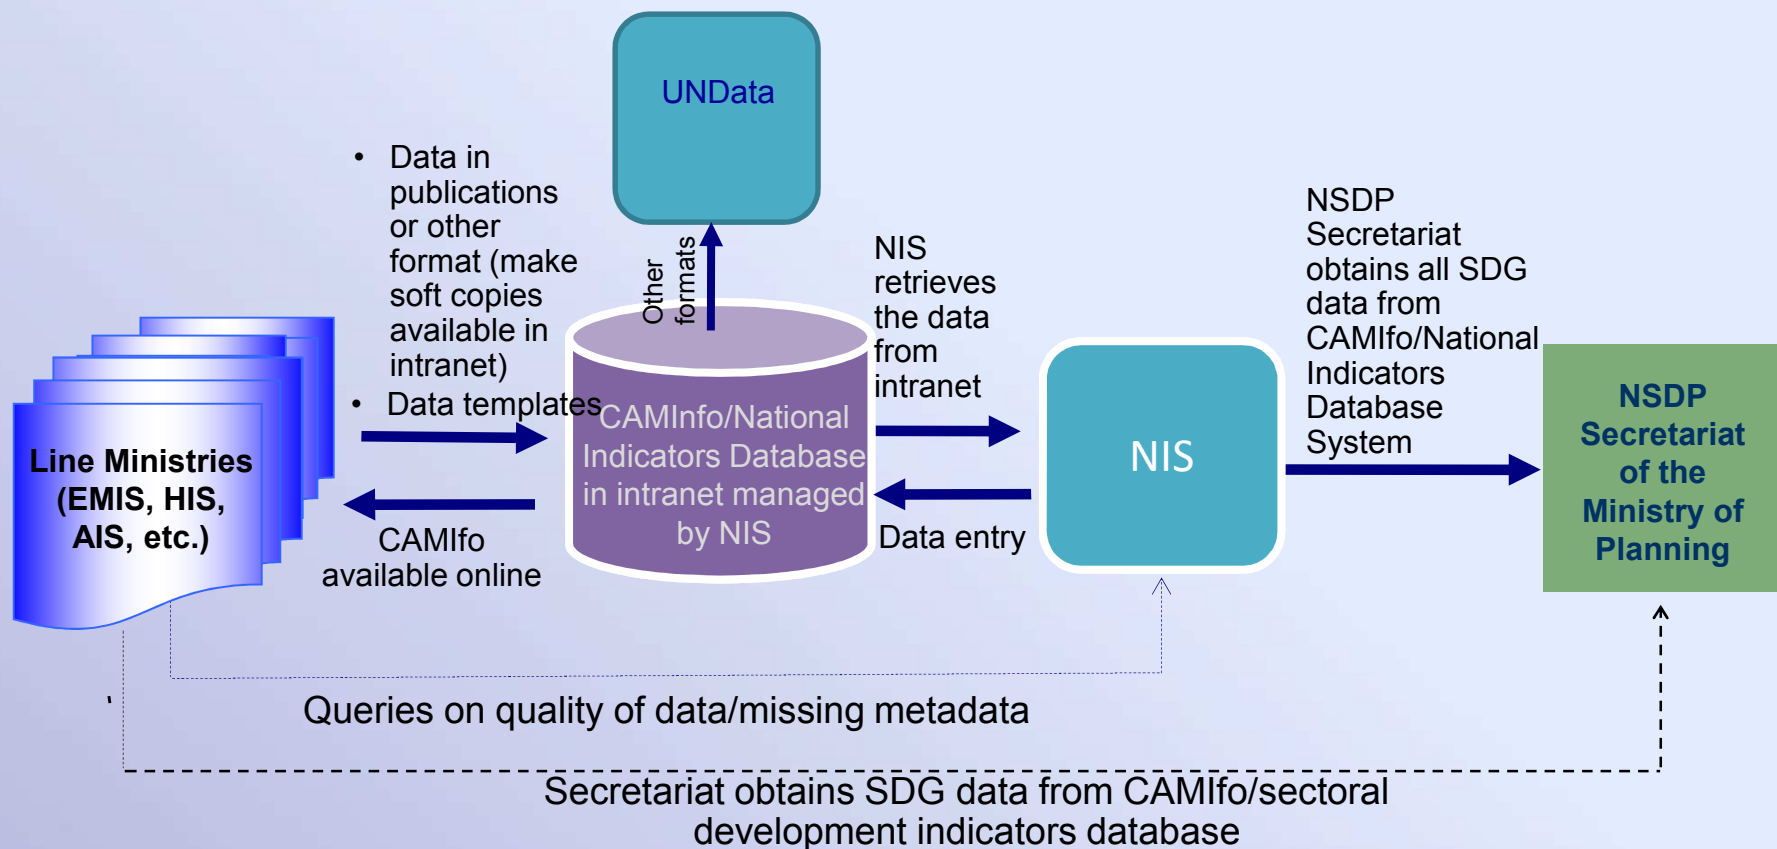 UNData
• Data in
publications
or other
format (make
soft copies
available in
intranet)
• Data templates
Other
formats
NIS
retrieves
the data
from
intranet
NSDP
Secretariat
obtains all SDG
data from
CAMIfo/National
Indicators
Database
System
Line Ministries
(EMIS, HIS,
AIS, etc.)
CAMInfo/National
Indicators Database
in intranet managed
by NIS
NIS
NSDP
Secretariat
of the
Ministry of
Planning
CAMIfo
available online
Data entry
Queries on quality of data/missing metadata
Secretariat obtains SDG data from CAMIfo/sectoral
development indicators database